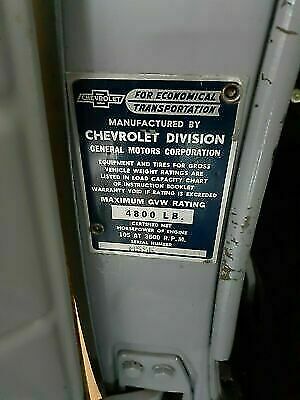 CHEVROLET
FOR ECONOMICAL
TRANSPORTATION
MANUFACTURED BY
CHEVROLET DIVISION
GENERAL MOTORS CORPORATION
EQUIPMENT AND TIRES FOR GROSS
VEHICLE WEIGHT RATINGS ARE
LISTED IN LOAD CAPACITY CHART
OF INSTRUCTION BOOKLET
WARRANTY VOID IF RATING IS EXCEEDED
MAXIMUM GVW RATING
4800 LB.
CERTIFIED NET
HORSEPOWER OF ENGINE
105 AT 3600 R.P.M.
SERIAL NUMBER